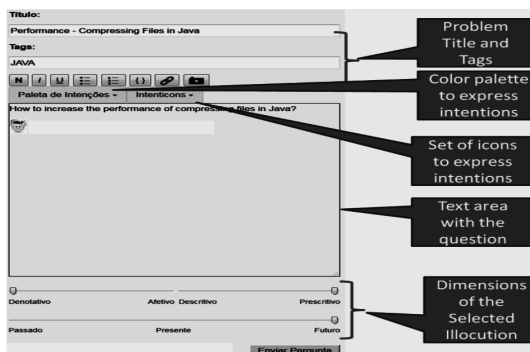 Título:
Performance - Compressing Files in Java
Tags:
JAVA
N I U { }
Paleta de Intenções Intenticons
How to increase the performance of compressing files in Java?
Denotativo Afetivo Descritivo Prescritivo
Passado Presente Futuro
Enviar Pergunta
Problem
Title and
Tags
Color palette
to express
intentions
Set of icons
to express
intentions
Text area
with the
question
Dimensions
of the
Selected
Illocution